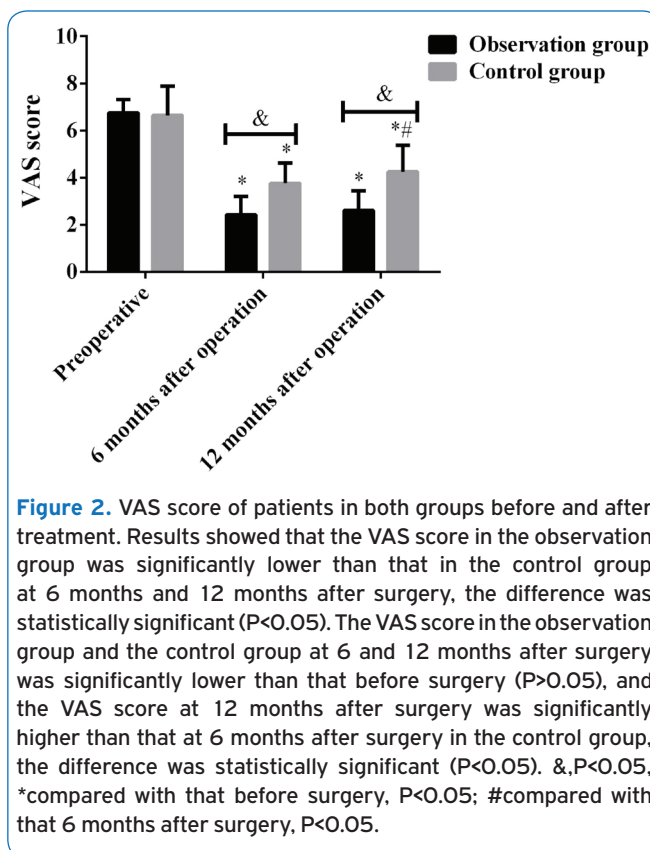 10
8
6
4
2
0
VAS score
Observation group
Control group
&
&
*
*
*
*#
Preoperative
6 months after operation
12 months after operation
Figure 2. VAS score of patients in both groups before and after
treatment. Results showed that the VAS score in the observation
group was significantly lower than that in the control group
at 6 months and 12 months after surgery, the difference was
statistically significant (P<0.05). The VAS score in the observation
group and the control group at 6 and 12 months after surgery
was significantly lower than that before surgery (P>0.05), and
the VAS score at 12 months after surgery was significantly
higher than that at 6 months after surgery in the control group,
the difference was statistically significant (P<0.05). &,P<0.05,
*compared with that before surgery, P<0.05; #compared with
that 6 months after surgery, P<0.05.